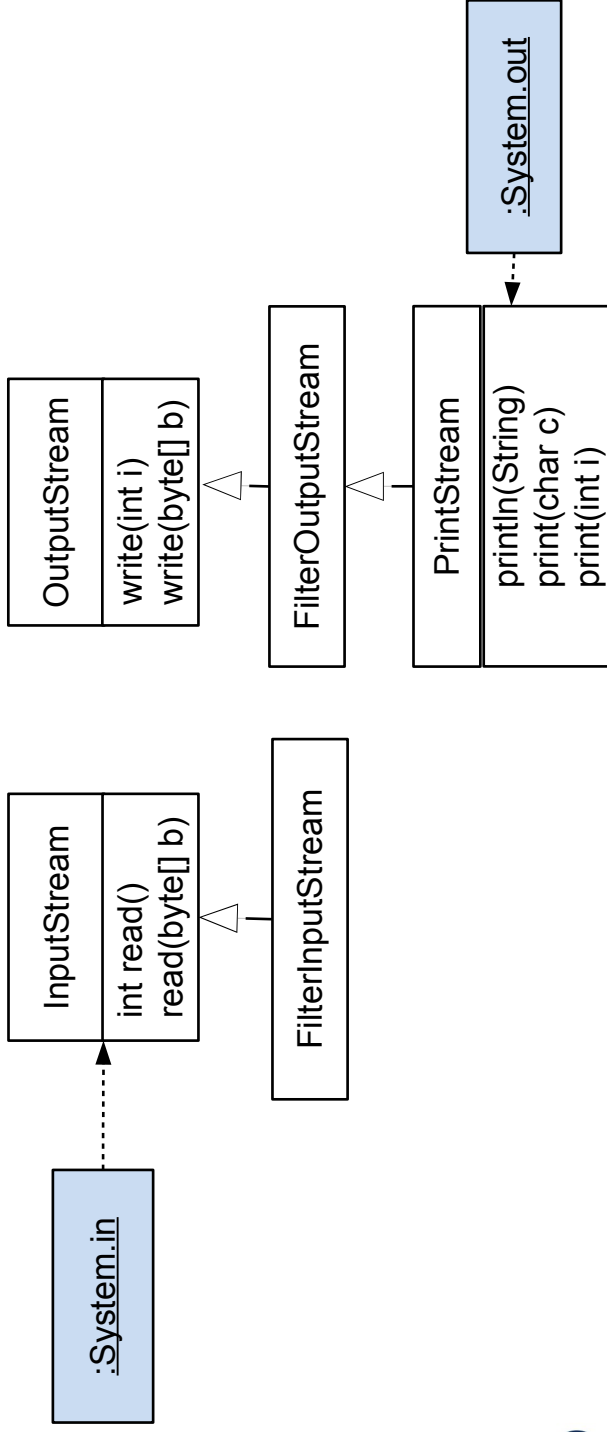 :System.in
InputStream
int read()
read(byte[] b)
FilterInputStream
OutputStream
write(int i)
write(byte[] b)
FilterOutputStream
PrintStream
println(String)
print(char c)
print(int i)
:System.out